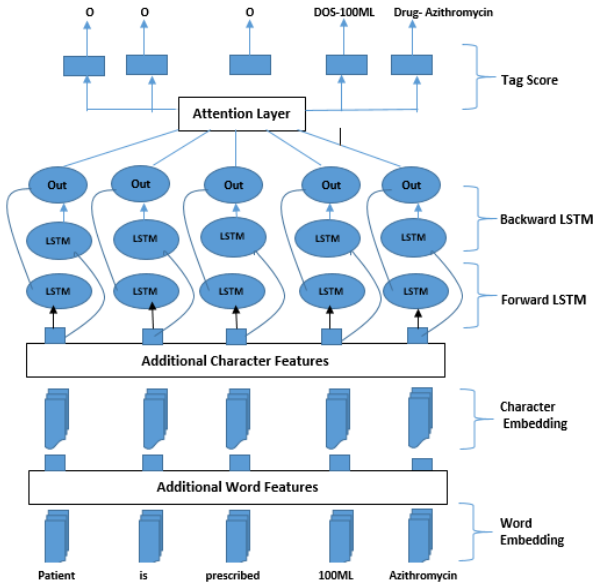 O O O DOS-100ML Drug- Azithromycin
Tag Score
Attention Layer
Out Out Out Out Out
Backward LSTM
LSTM LSTM LSTM LSTM LSTM
LSTM LSTM LSTM LSTM LSTM
Forward LSTM
Additional Character Features
Character
Embedding
Additional Word Features
Word
Embedding
Patient is prescribed 100ML Azithromycin